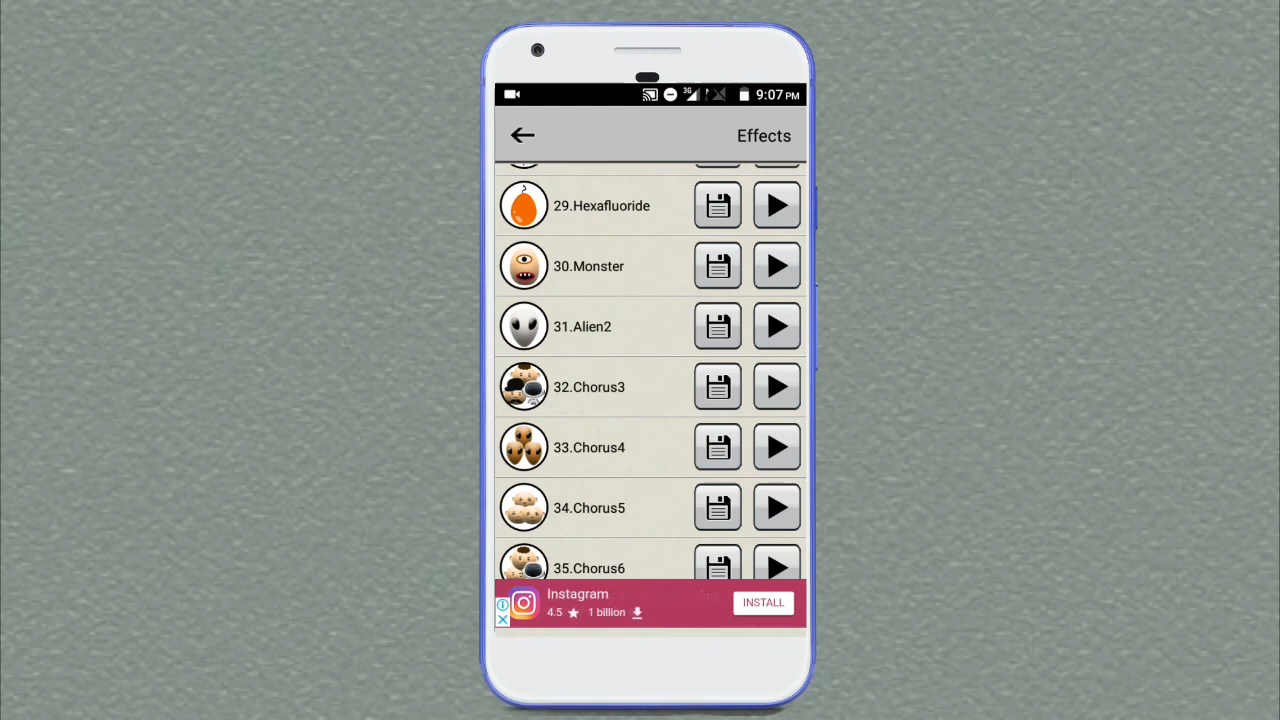 3G
9:07 PM
Effects
29.Hexafluoride
30.Monster
31.Alien2
32.Chorus3
33.Chorus4
34.Chorus5
35.Chorus6
Instagram
4.5 ★ 1 billion
INSTALL